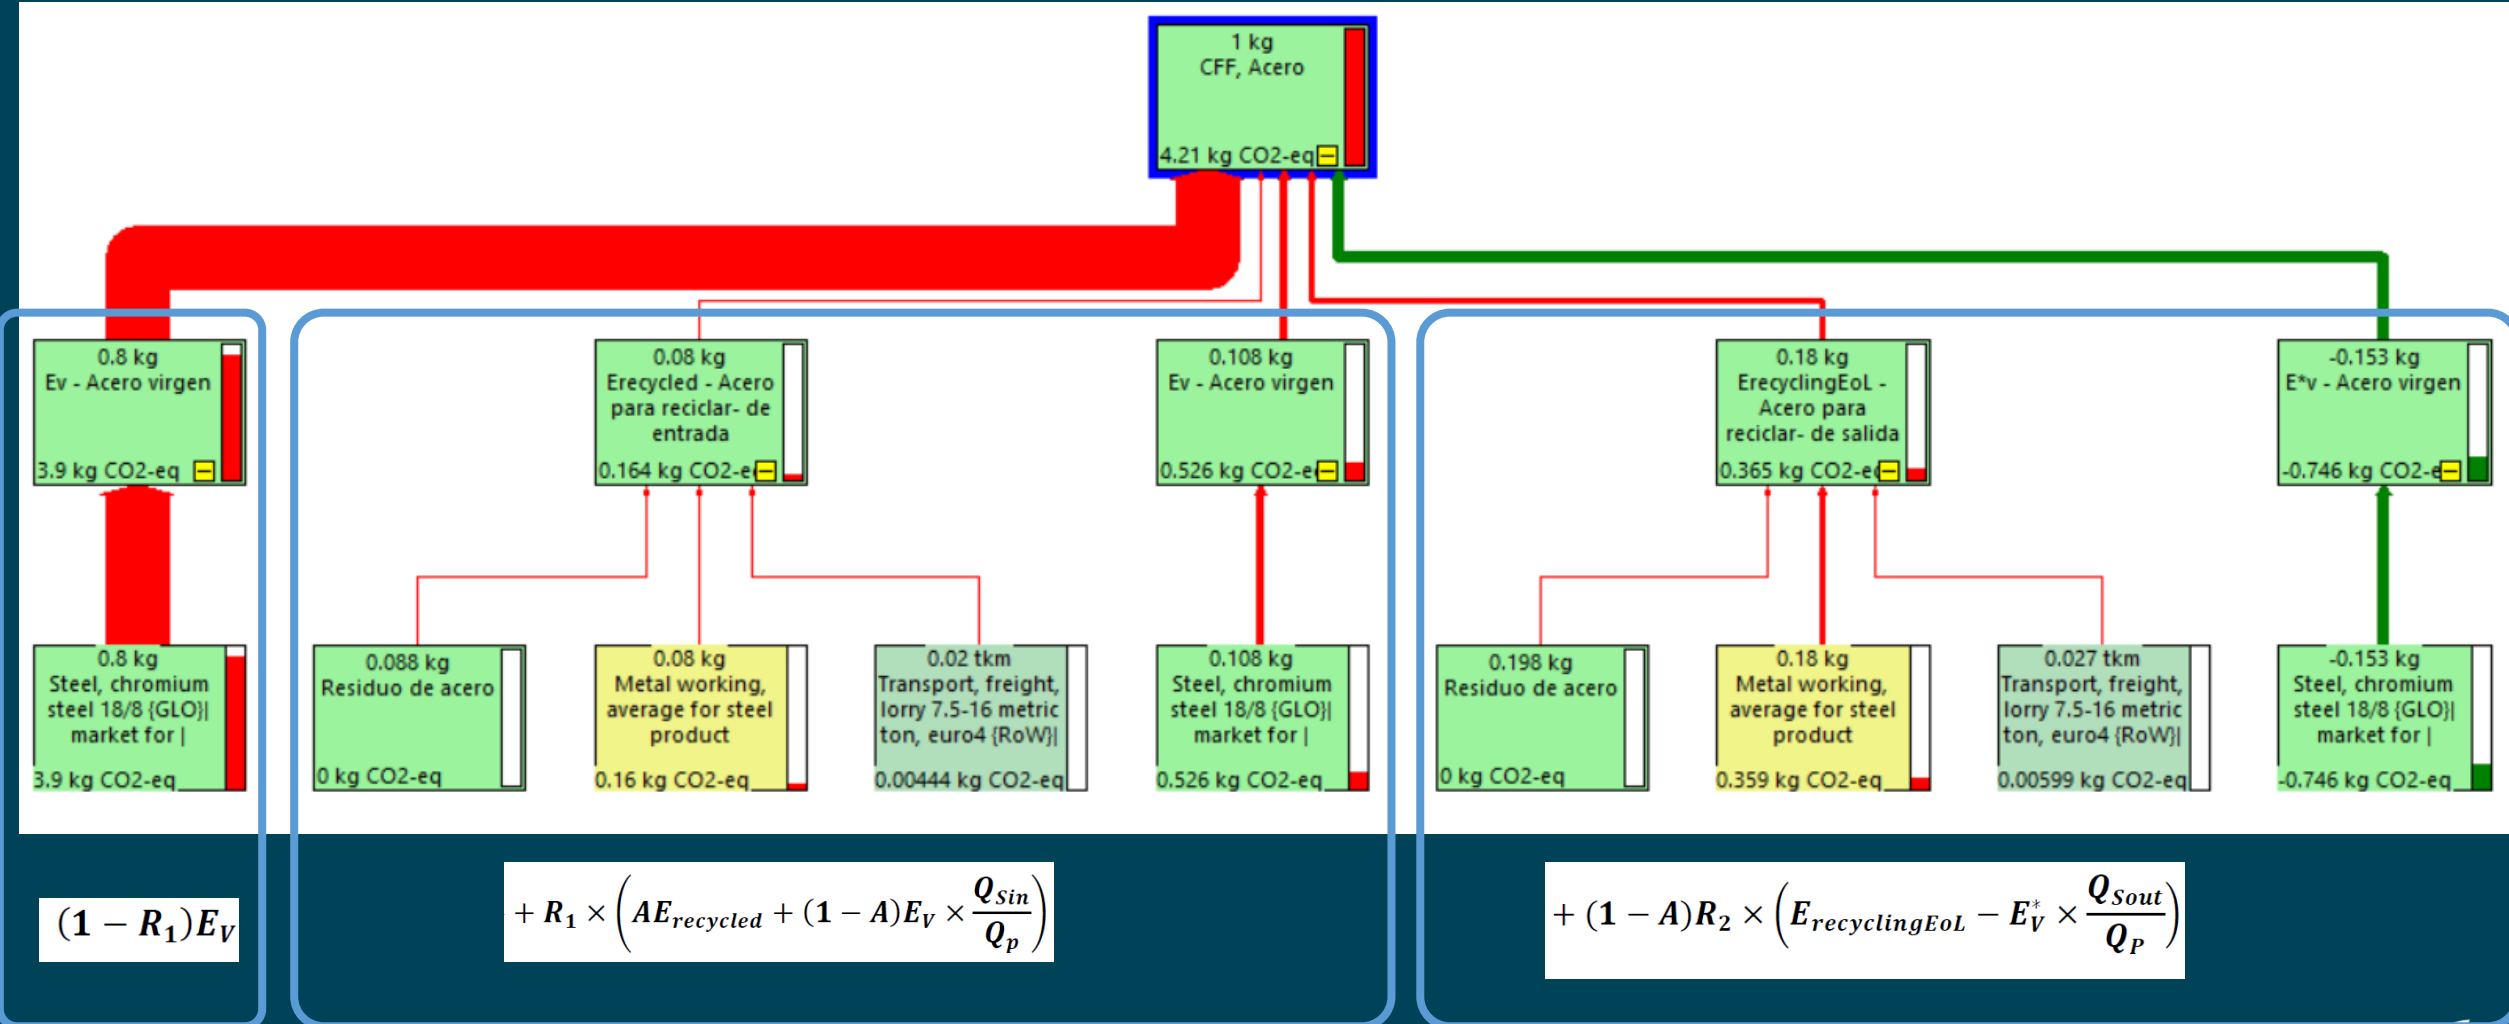 1 kg
CFF, Acero
4.21 kg CO2-eq
0.8 kg
Ev - Acero virgen
3.9 kg CO2-eq
0.08 kg
Erecycled - Acero
para reciclar- de
entrada
0.164 kg CO2-e
0.108 kg
Ev - Acero virgen
0.526 kg CO2-e
0.18 kg
ErecyclingEoL -
Acero para
reciclar- de salida
0.365 kg CO2-e
-0.153 kg
E*v - Acero virgen
-0.746 kg CO2-e
0.8 kg
Steel, chromium
steel 18/8 {GLO}|
market for |
3.9 kg CO2-eq
0.088 kg
Residuo de acero
0 kg CO2-eq
0.08 kg
Metal working,
average for steel
product
0.16 kg CO2-eq
0.02 tkm
Transport, freight,
lorry 7.5-16 metric
ton, euro4 {RoW}|
0.00444 kg CO2-eq
0.108 kg
Steel, chromium
steel 18/8 {GLO}|
market for |
0.526 kg CO2-eq
0.198 kg
Residuo de acero
0 kg CO2-eq
0.18 kg
Metal working,
average for steel
product
0.359 kg CO2-eq
0.027 tkm
Transport, freight,
lorry 7.5-16 metric
ton, euro4 {RoW}|
0.00599 kg CO2-eq
-0.153 kg
Steel, chromium
steel 18/8 {GLO}|
market for |
-0.746 kg CO2-eq
(1 − R₁)E_V
+ R₁ × (AE_recycled + (1 − A)E_V × Q_Sin / Q_p)
+ (1 − A)R₂ × (E_recyclingEoL − E*_V × Q_Sout / Q_P)